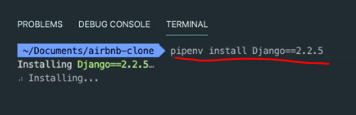 PROBLEMS DEBUG CONSOLE TERMINAL
~/Documents/airbnb-clone pipenv install Django==2.2.5
Installing Django==2.2.5…
Installing...